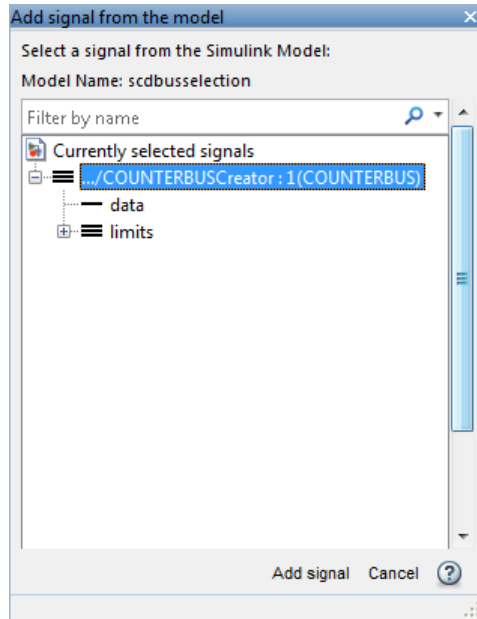 Add signal from the model
Select a signal from the Simulink Model:
Model Name: scdbusselection
Filter by name
Currently selected signals
.../COUNTERBUSCreator : 1(COUNTERBUS)
data
limits
Add signal Cancel ?